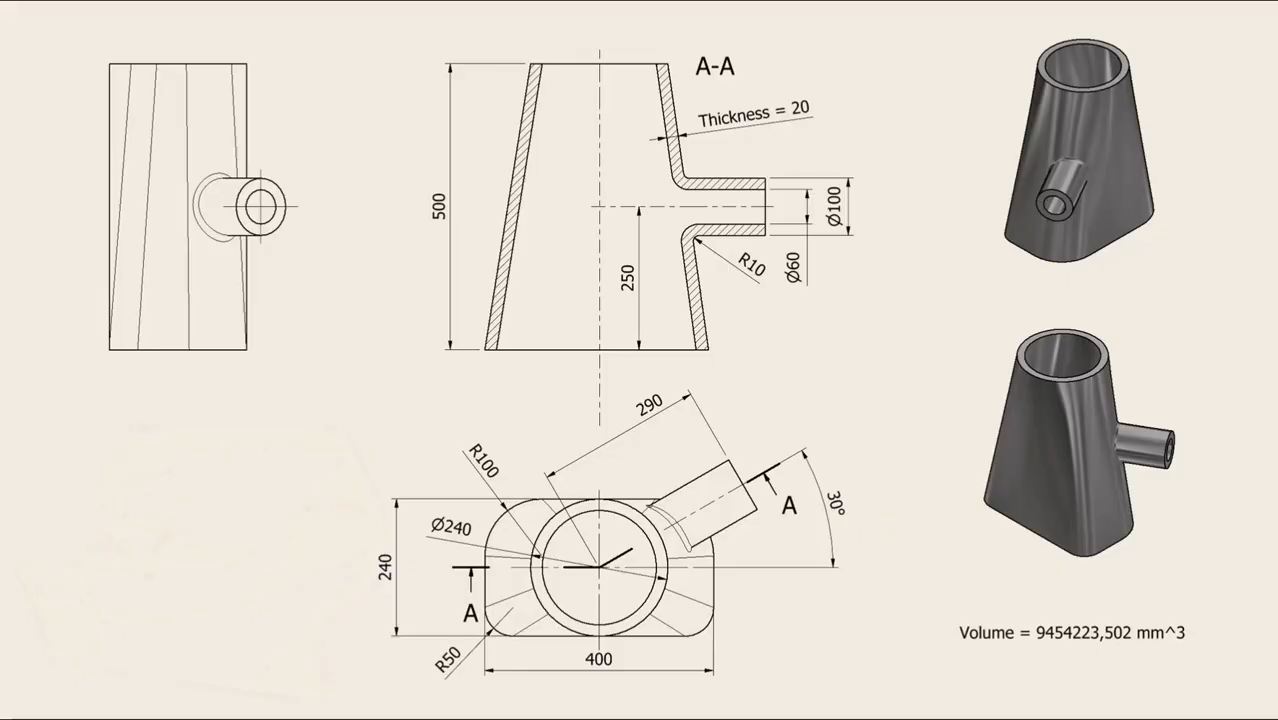 A-A
Thickness = 20
500
250
R10
Ø60
Ø100
290
R100
Ø240
240
A
A
30°
R50
400
Volume = 9454223,502 mm^3